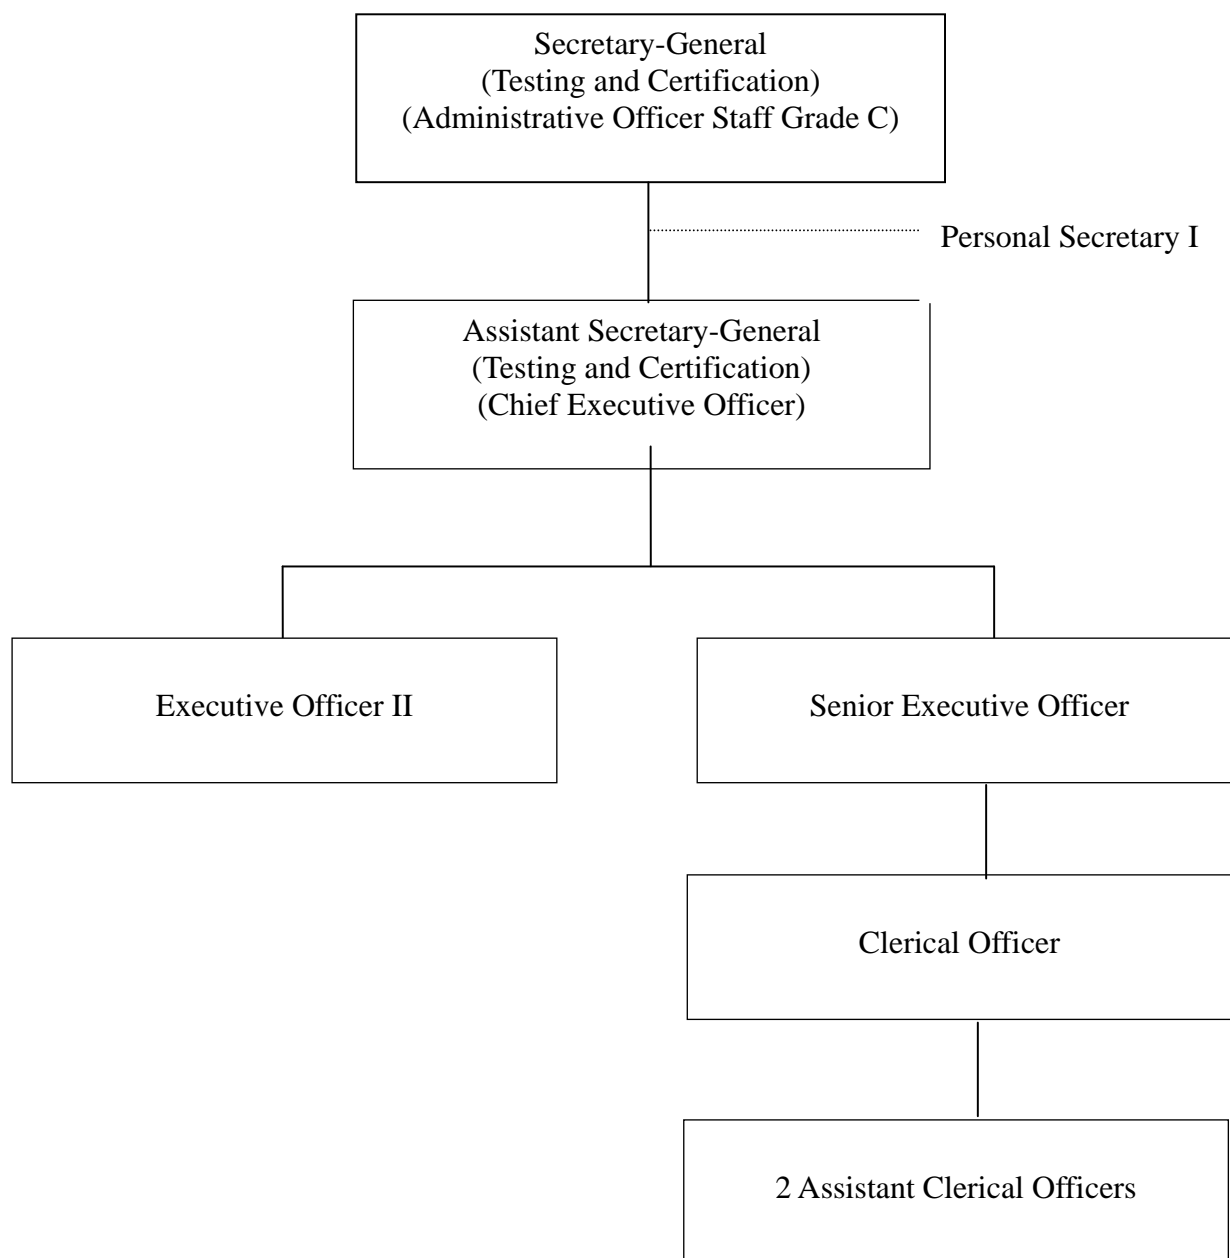 Secretary-General
(Testing and Certification)
(Administrative Officer Staff Grade C)
Personal Secretary I
Assistant Secretary-General
(Testing and Certification)
(Chief Executive Officer)
Executive Officer II
Senior Executive Officer
Clerical Officer
2 Assistant Clerical Officers